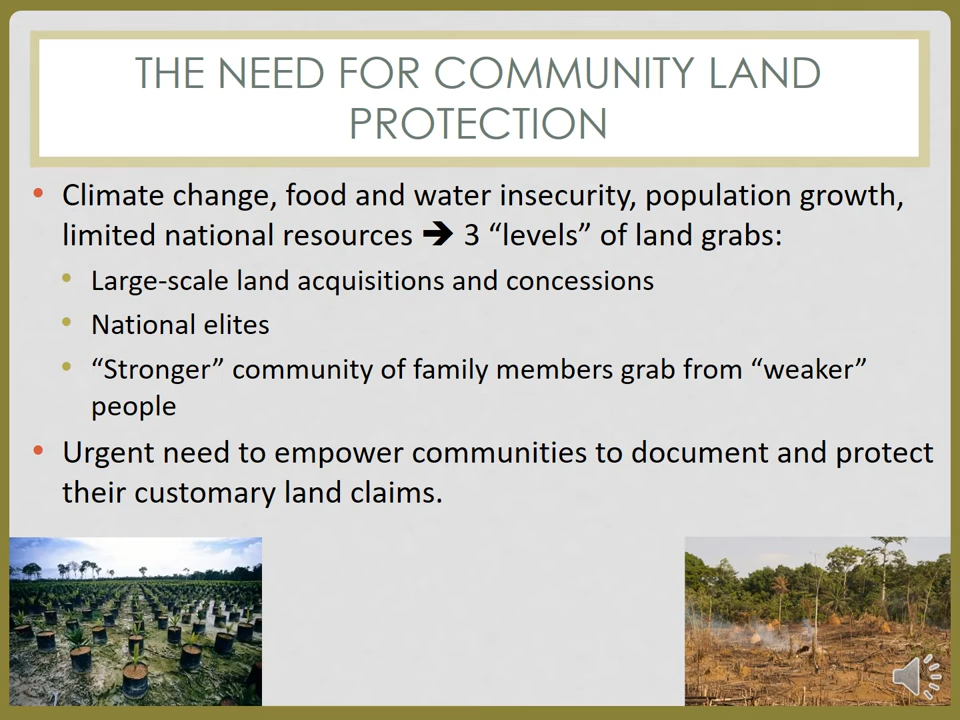 THE NEED FOR COMMUNITY LAND
PROTECTION
• Climate change, food and water insecurity, population growth,
limited national resources ➔ 3 “levels” of land grabs:
• Large-scale land acquisitions and concessions
• National elites
• “Stronger” community of family members grab from “weaker”
people
• Urgent need to empower communities to document and protect
their customary land claims.